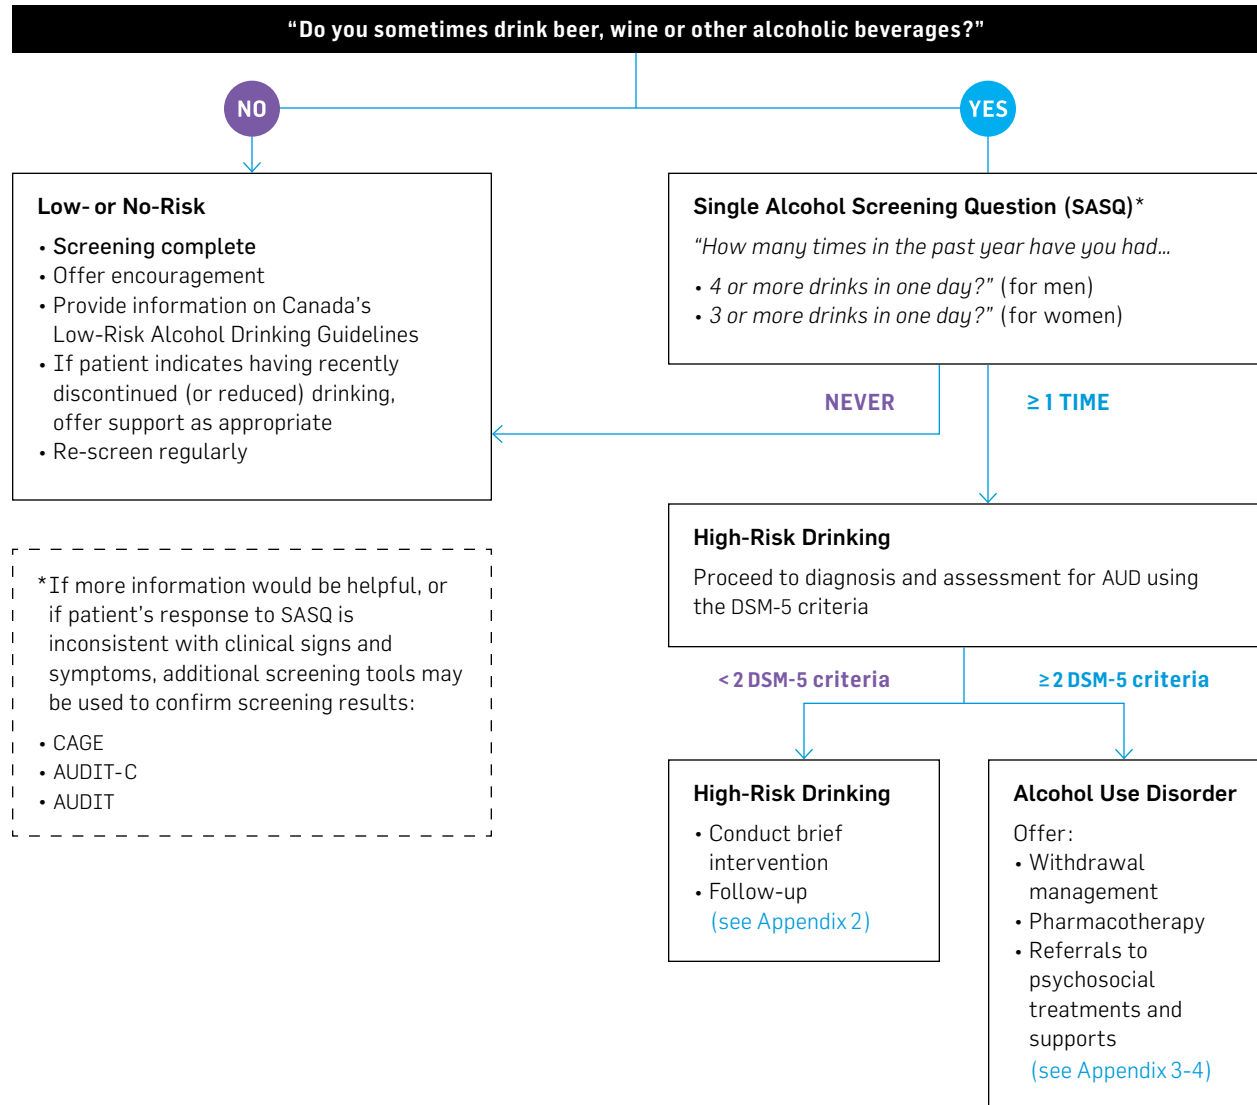 “Do you sometimes drink beer, wine or other alcoholic beverages?”
NO
YES
Low- or No-Risk
• Screening complete
• Offer encouragement
• Provide information on Canada’s
Low-Risk Alcohol Drinking Guidelines
• If patient indicates having recently
discontinued (or reduced) drinking,
offer support as appropriate
• Re-screen regularly
Single Alcohol Screening Question (SASQ)*
“How many times in the past year have you had…
• 4 or more drinks in one day?” (for men)
• 3 or more drinks in one day?” (for women)
NEVER
≥ 1 TIME
High-Risk Drinking
Proceed to diagnosis and assessment for AUD using
the DSM-5 criteria
*If more information would be helpful, or
if patient’s response to SASQ is
inconsistent with clinical signs and
symptoms, additional screening tools may
be used to confirm screening results:
• CAGE
• AUDIT-C
• AUDIT
< 2 DSM-5 criteria
≥ 2 DSM-5 criteria
High-Risk Drinking
• Conduct brief
intervention
• Follow-up
(see Appendix 2)
Alcohol Use Disorder
Offer:
• Withdrawal
management
• Pharmacotherapy
• Referrals to
psychosocial
treatments and
supports
(see Appendix 3-4)